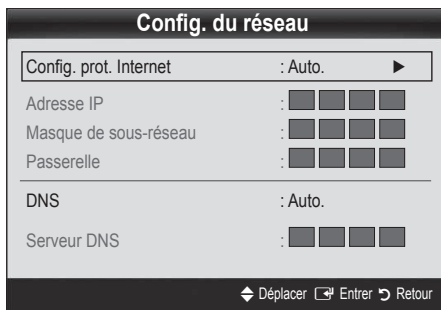 Config. du réseau
Config. prot. Internet : Auto. ►
Adresse IP :
Masque de sous-réseau :
Passerelle :
DNS : Auto.
Serveur DNS :
Déplacer Entrer Retour